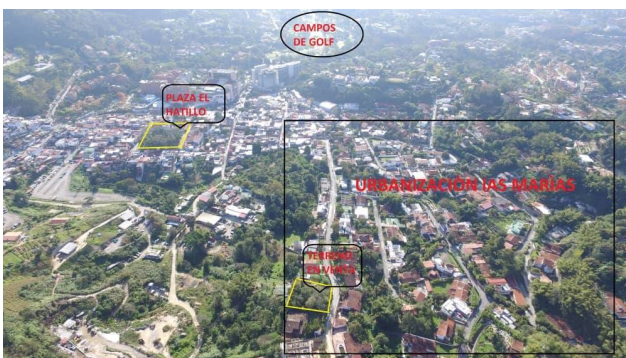 CAMPOS
DE GOLF
PLAZA EL
HATILLO
URBANIZACIÓN lAS MARÍAS
TERRENO
EN VENTA